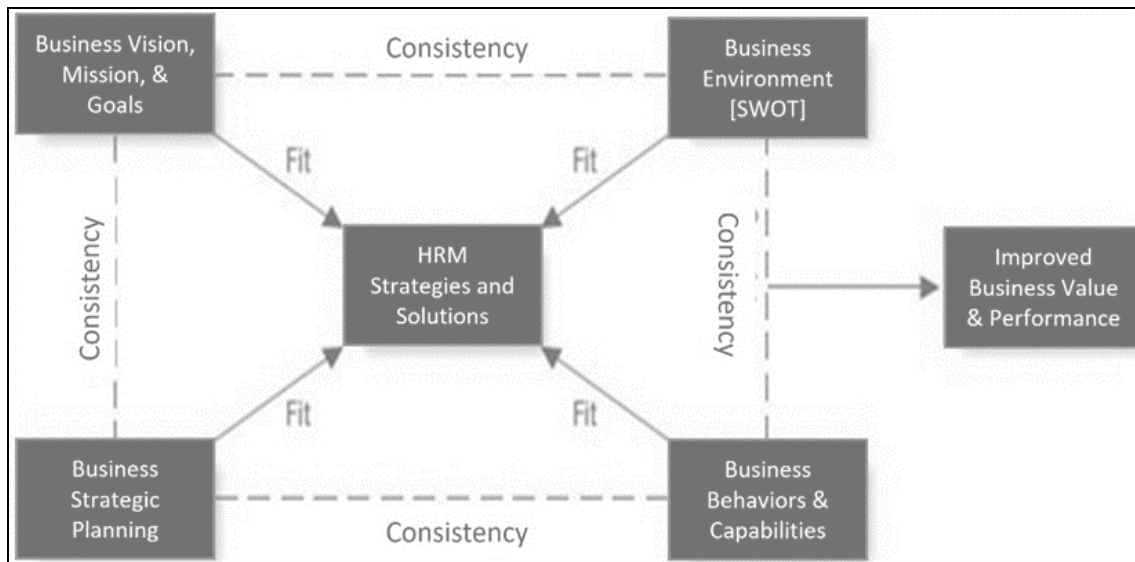 Business Vision,
Mission, &
Goals
Consistency
Business
Environment
[SWOT]
Fit
Fit
Consistency
HRM
Strategies and
Solutions
Consistency
Improved
Business Value
& Performance
Fit
Fit
Business
Strategic
Planning
Consistency
Business
Behaviors &
Capabilities